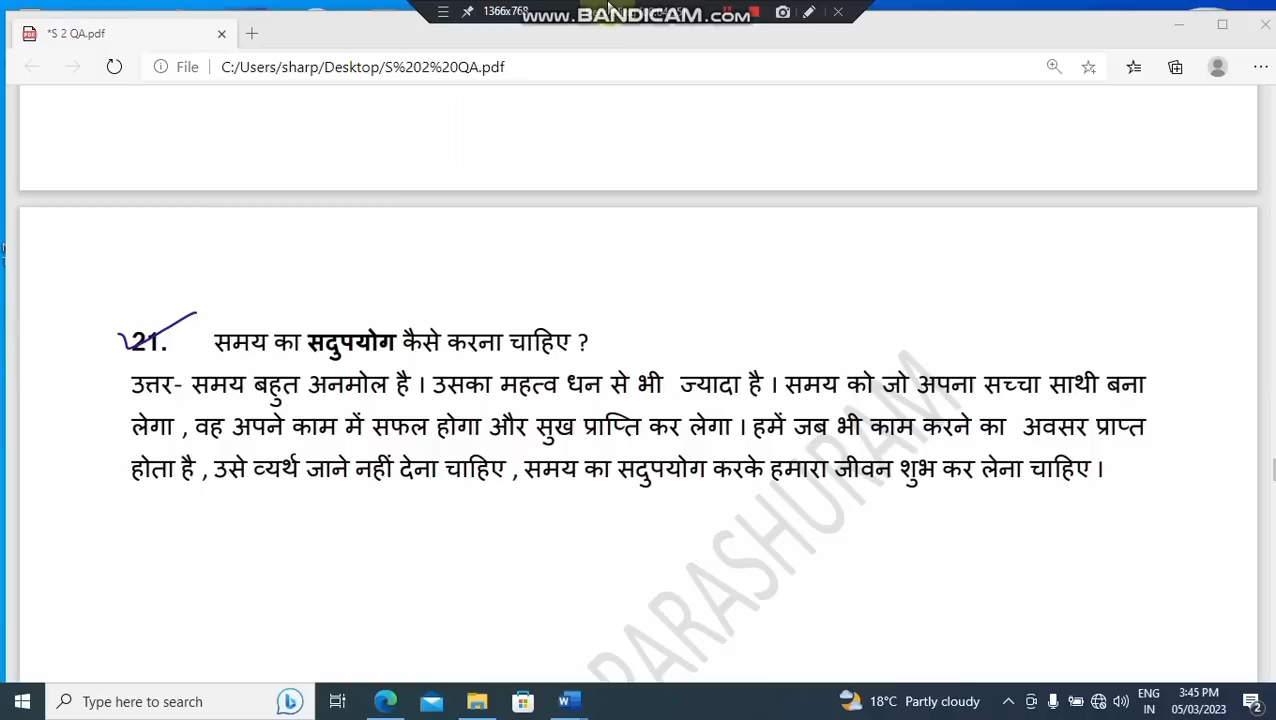 1366x768
www.BANDICAM.com
*S 2 QA.pdf
File C:/Users/sharp/Desktop/S%202%20QA.pdf
21. समय का सदुपयोग कैसे करना चाहिए ?
उत्तर- समय बहुत अनमोल है । उसका महत्व धन से भी ज्यादा है । समय को जो अपना सच्चा साथी बना
लेगा , वह अपने काम में सफल होगा और सुख प्राप्ति कर लेगा । हमें जब भी काम करने का अवसर प्राप्त
होता है , उसे व्यर्थ जाने नहीं देना चाहिए , समय का सदुपयोग करके हमारा जीवन शुभ कर लेना चाहिए ।
PARASHURAM
Type here to search
18°C Partly cloudy
ENG
IN
3:45 PM
05/03/2023
2